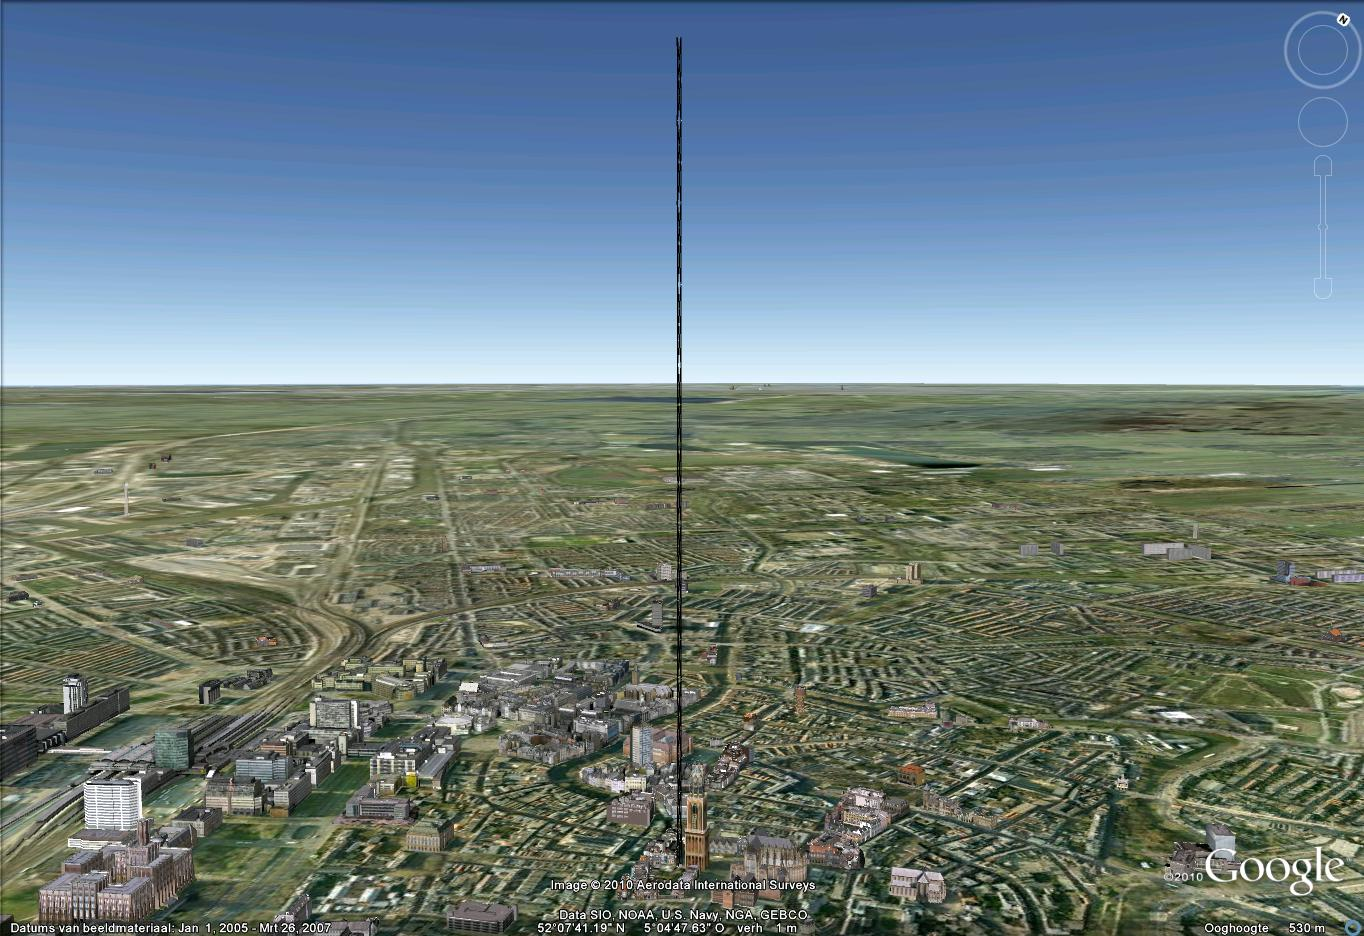 N
©2010 Google
Image © 2010 Aerodata International Surveys
Data SIO, NOAA, U.S. Navy, NGA, GEBCO
Datums van beeldmateriaal: Jan 1, 2005 - Mrt 26, 2007 52°07'41.19" N 5°04'47.63" O verh 1 m Ooghoogte 530 m